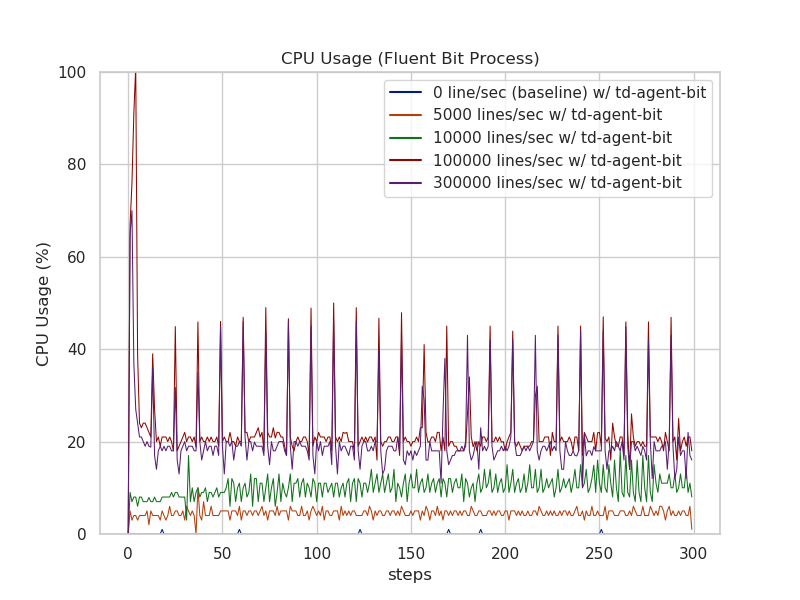 CPU Usage (Fluent Bit Process)
100
80
60
40
20
0
CPU Usage (%)
0 line/sec (baseline) w/ td-agent-bit
5000 lines/sec w/ td-agent-bit
10000 lines/sec w/ td-agent-bit
100000 lines/sec w/ td-agent-bit
300000 lines/sec w/ td-agent-bit
0 50 100 150 200 250 300
steps